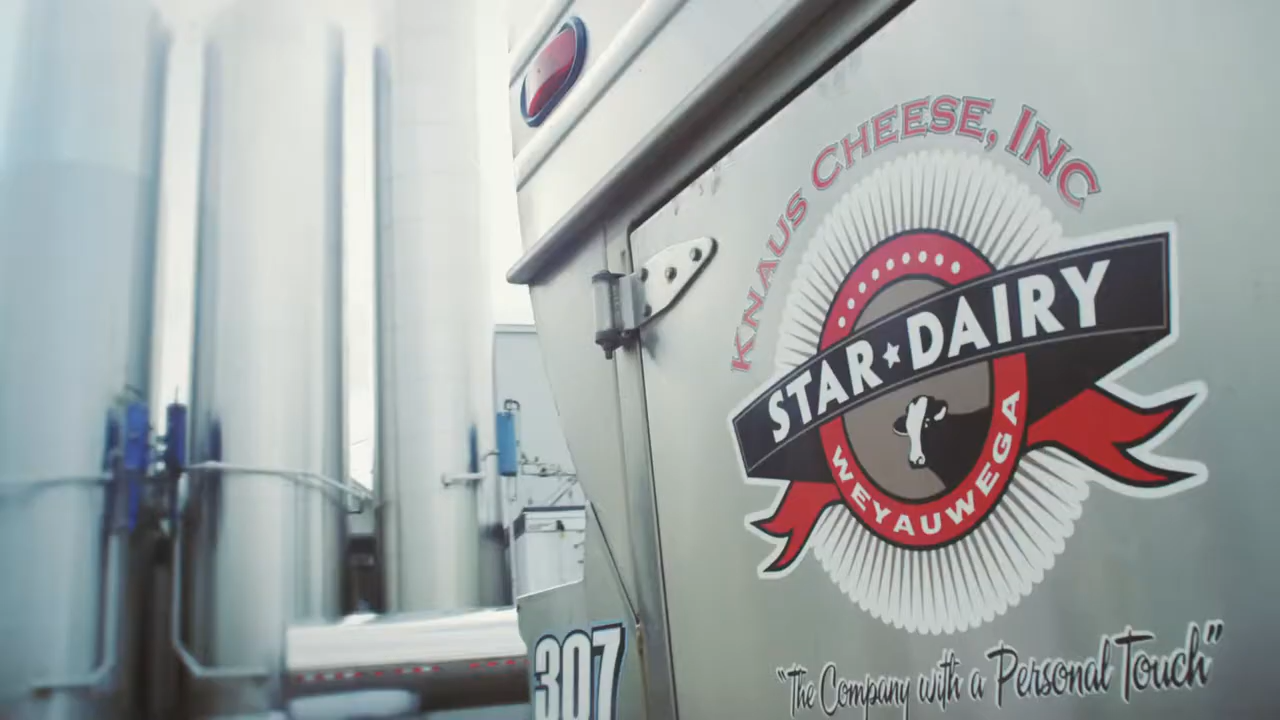 KNAUS CHEESE, INC
STAR★DAIRY
WEYAUWEGA
307
"The Company with a Personal Touch"